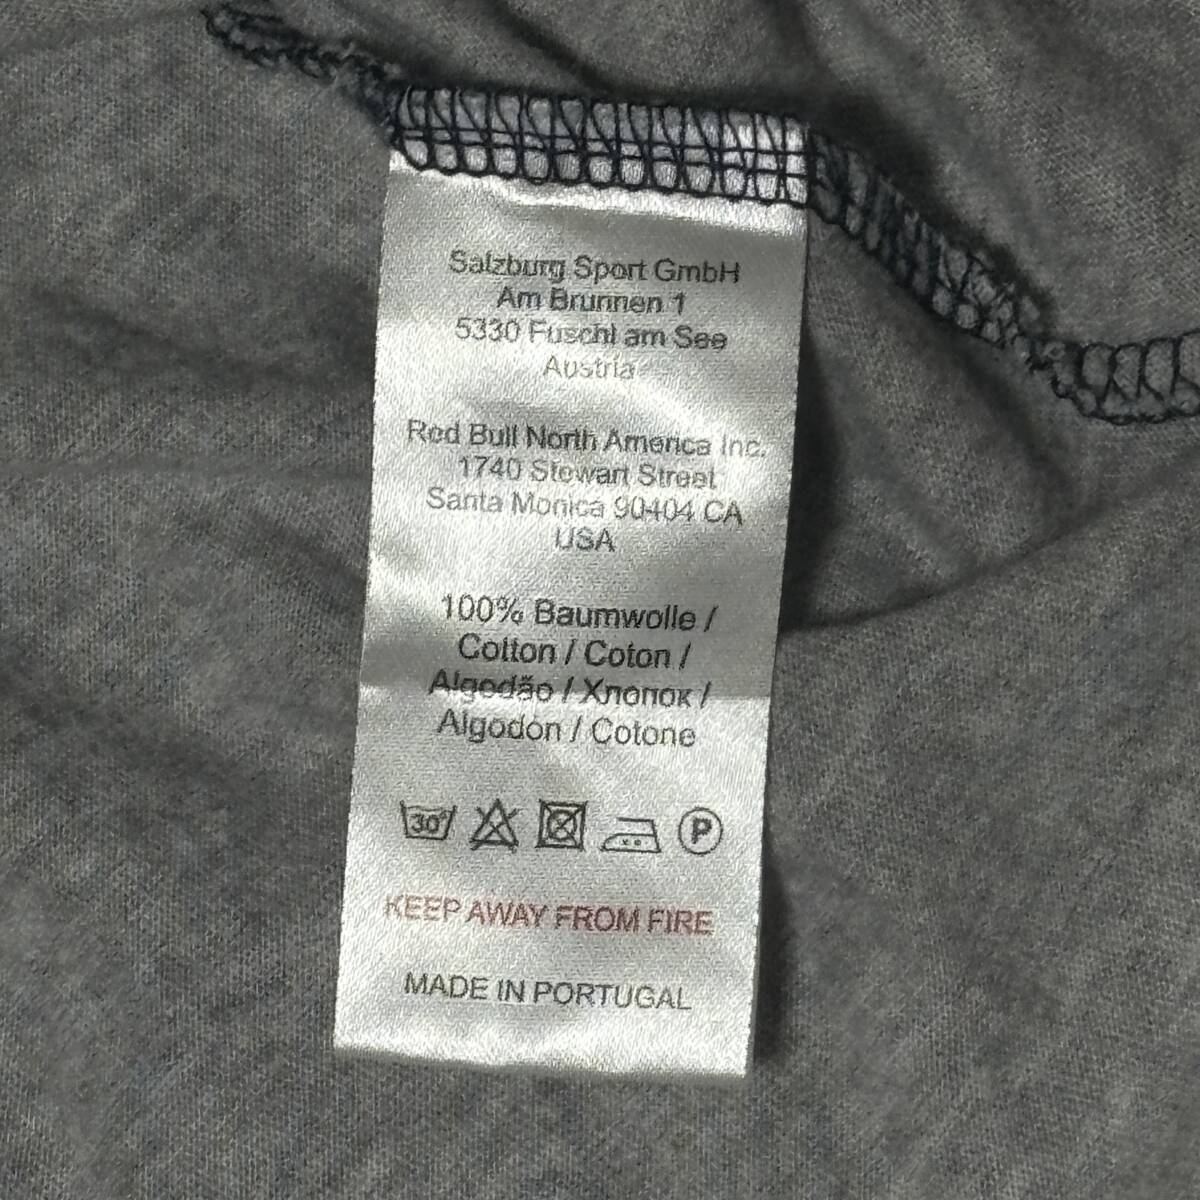 Salzburg Sport GmbH
Am Brunnen 1
5330 Fuschl am See
Austria
Red Bull North America Inc.
1740 Stewart Street
Santa Monica 90404 CA
USA
100% Baumwolle /
Cotton / Coton /
Algodão / Хлопок /
Algodón / Cotone
30° P
KEEP AWAY FROM FIRE
MADE IN PORTUGAL